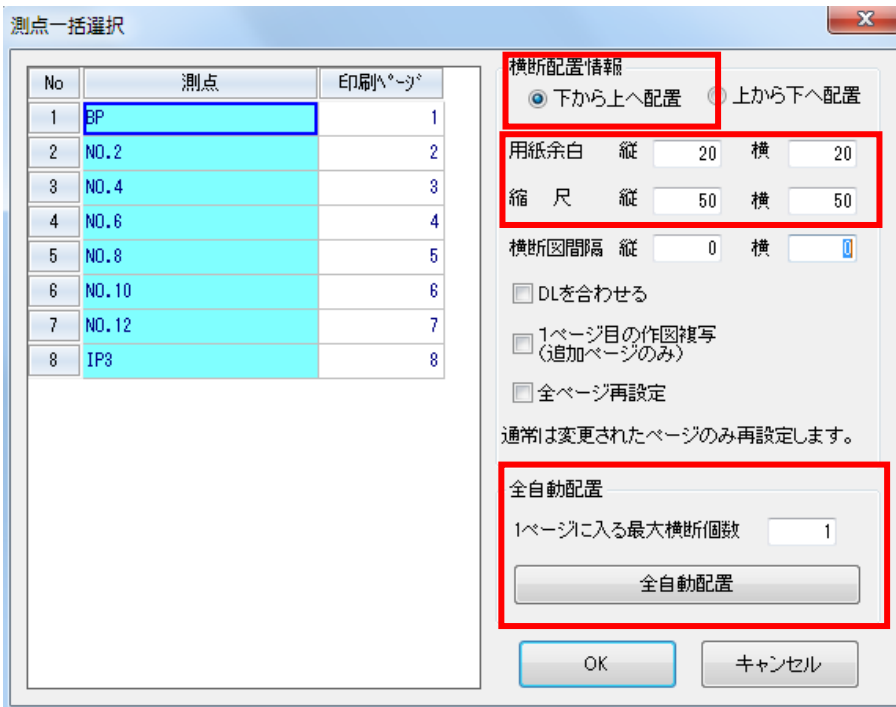 測点一括選択
No 測点 印刷ﾍﾟｰｼﾞ
1 BP 1
2 NO.2 2
3 NO.4 3
4 NO.6 4
5 NO.8 5
6 NO.10 6
7 NO.12 7
8 IP3 8
横断配置情報
下から上へ配置 上から下へ配置
用紙余白 縦 20 横 20
縮 尺 縦 50 横 50
横断図間隔 縦 0 横 0
DLを合わせる
1ページ目の作図複写
(追加ページのみ)
全ページ再設定
通常は変更されたページのみ再設定します。
全自動配置
1ページに入る最大横断個数 1
全自動配置
OK キャンセル